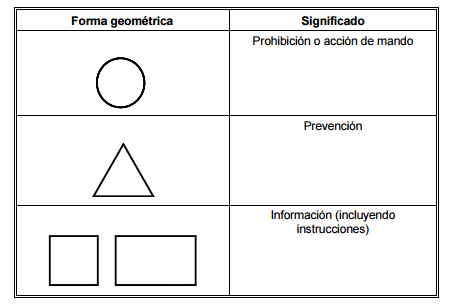 Forma geométrica
Significado
Prohibición o acción de mando
Prevención
Información (incluyendo
instrucciones)